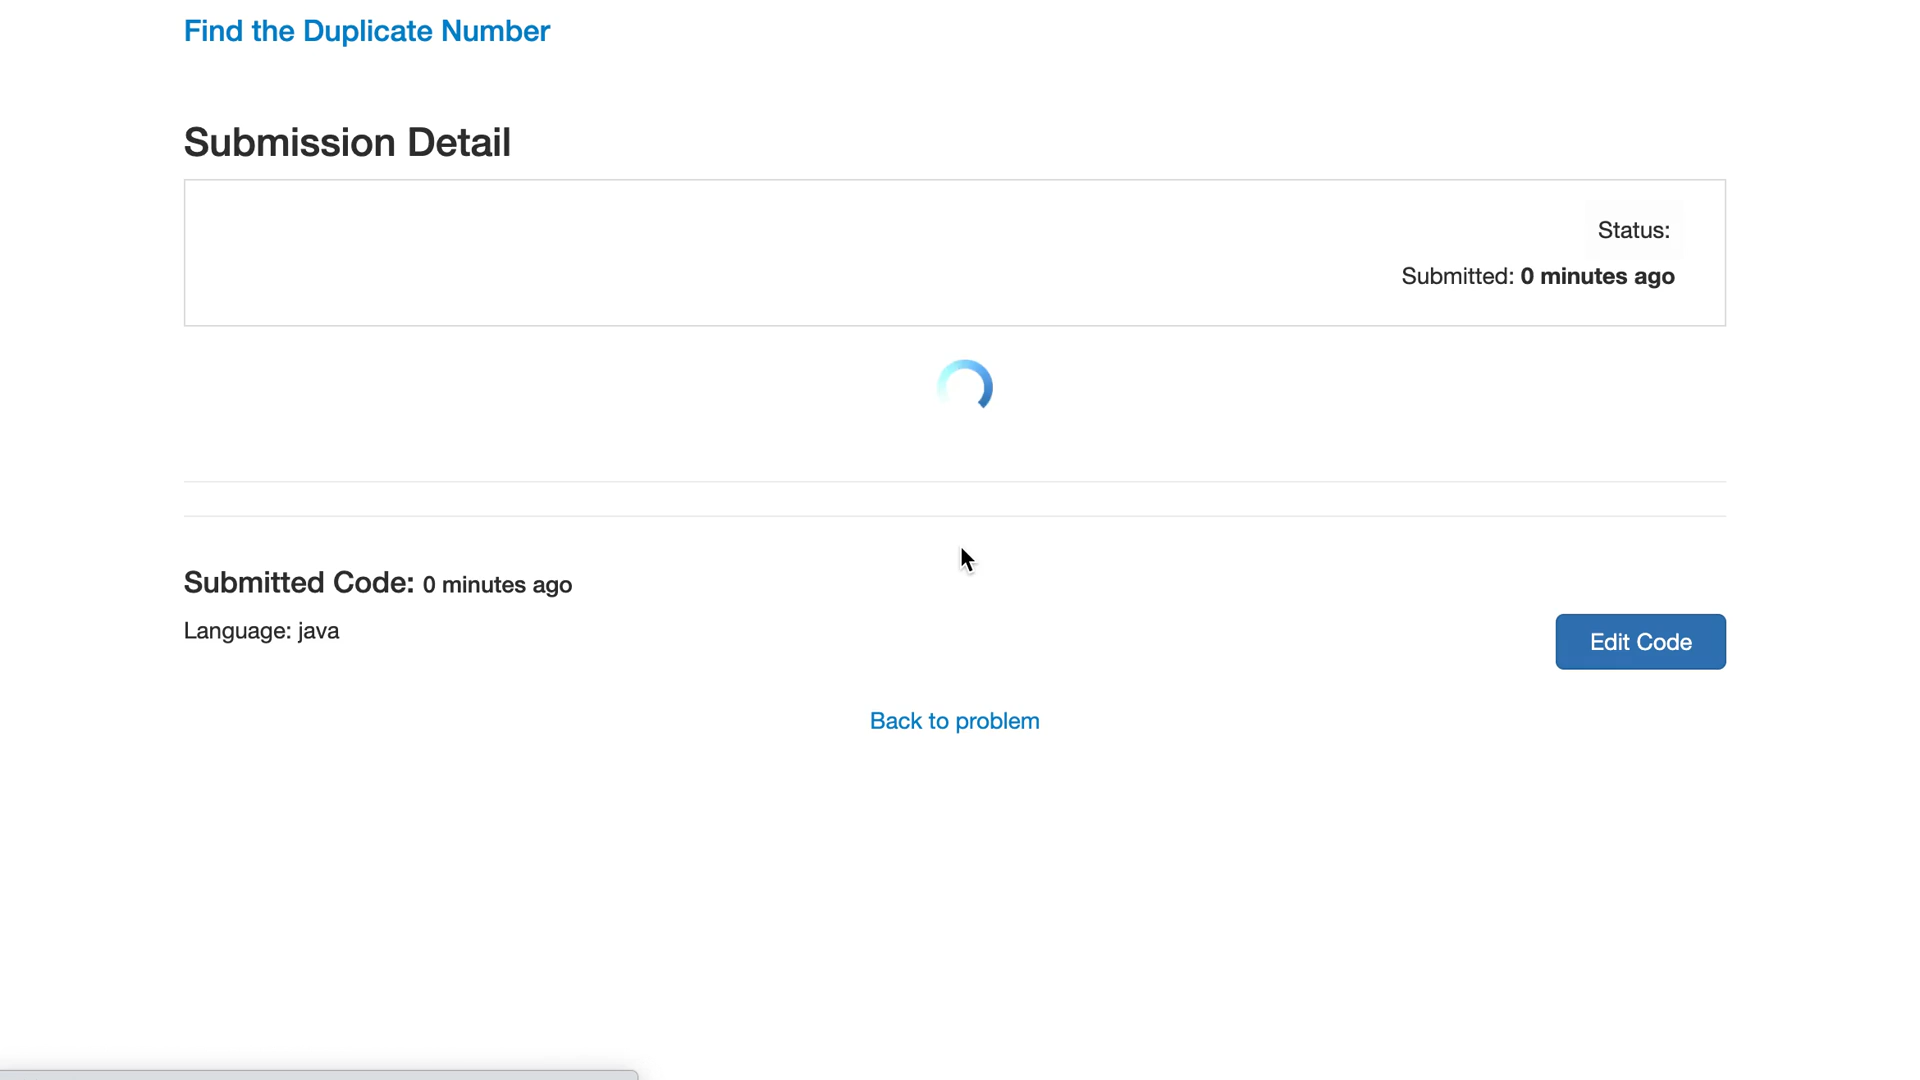 Find the Duplicate Number
Submission Detail
Status:
Submitted: 0 minutes ago
Submitted Code: 0 minutes ago
Language: java
Edit Code
Back to problem